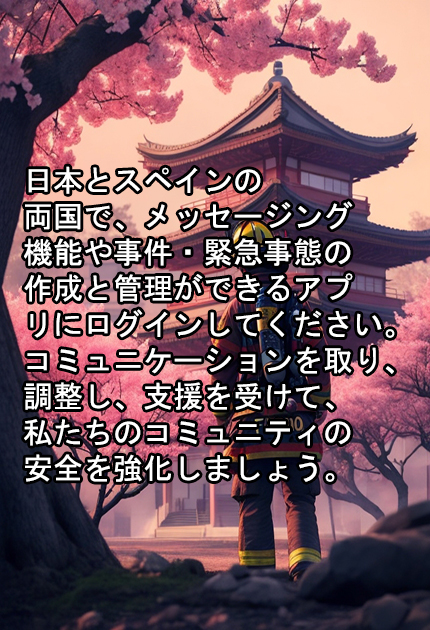 日本とスペインの
両国で、メッセージング
機能や事件・緊急事態の
作成と管理ができるアプ
リにログインしてください。
コミュニケーションを取り、
調整し、支援を受けて、
私たちのコミュニティの
安全を強化しましょう。